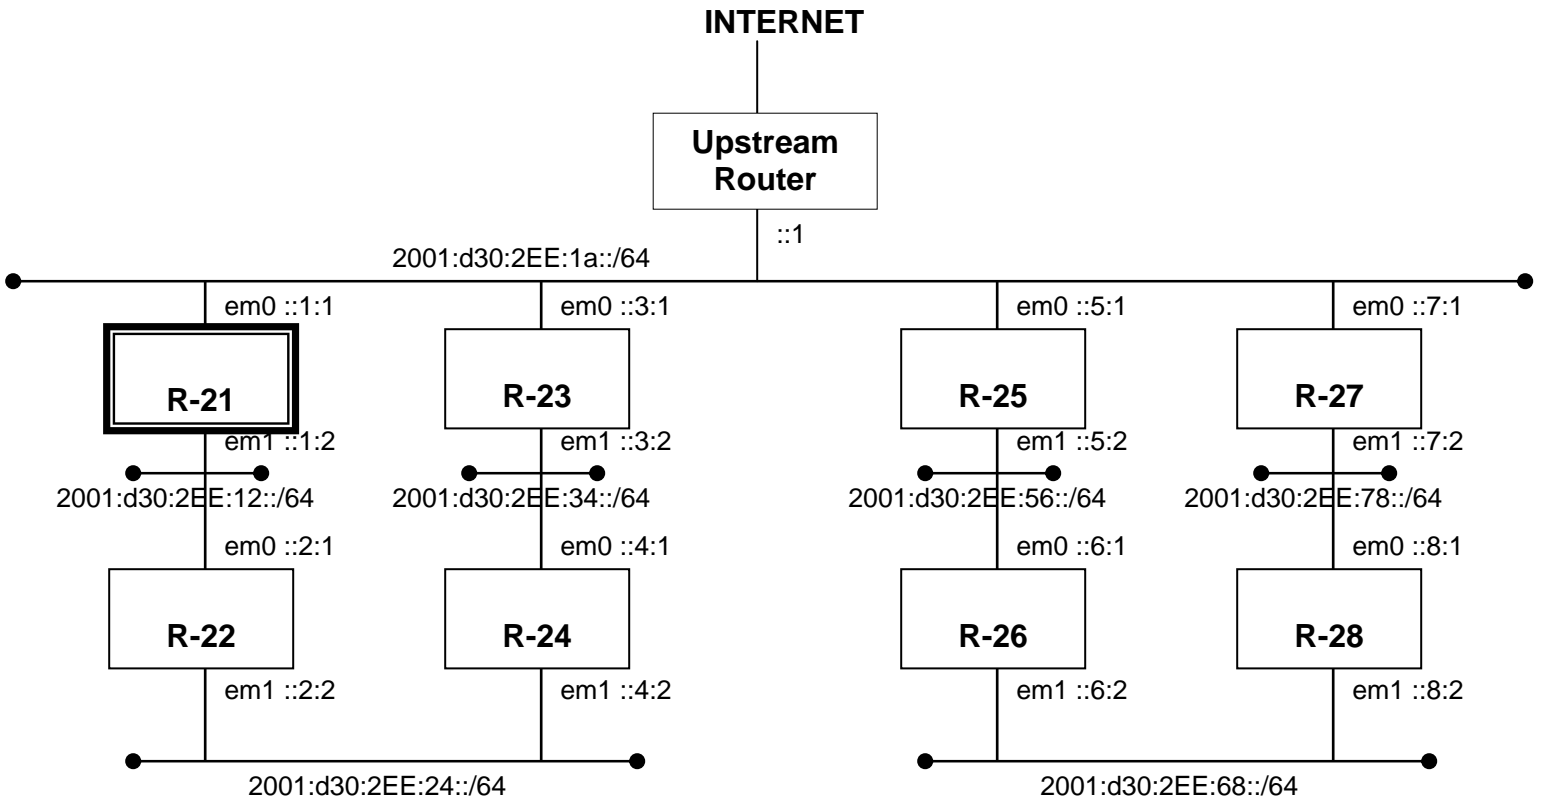 INTERNET
Upstream
Router
::1
2001:d30:2EE:1a::/64
em0 ::1:1
em0 ::3:1
em0 ::5:1
em0 ::7:1
R-21
R-23
R-25
R-27
em1 ::1:2
em1 ::3:2
em1 ::5:2
em1 ::7:2
2001:d30:2EE:12::/64
2001:d30:2EE:34::/64
2001:d30:2EE:56::/64
2001:d30:2EE:78::/64
em0 ::2:1
em0 ::4:1
em0 ::6:1
em0 ::8:1
R-22
R-24
R-26
R-28
em1 ::2:2
em1 ::4:2
em1 ::6:2
em1 ::8:2
2001:d30:2EE:24::/64
2001:d30:2EE:68::/64